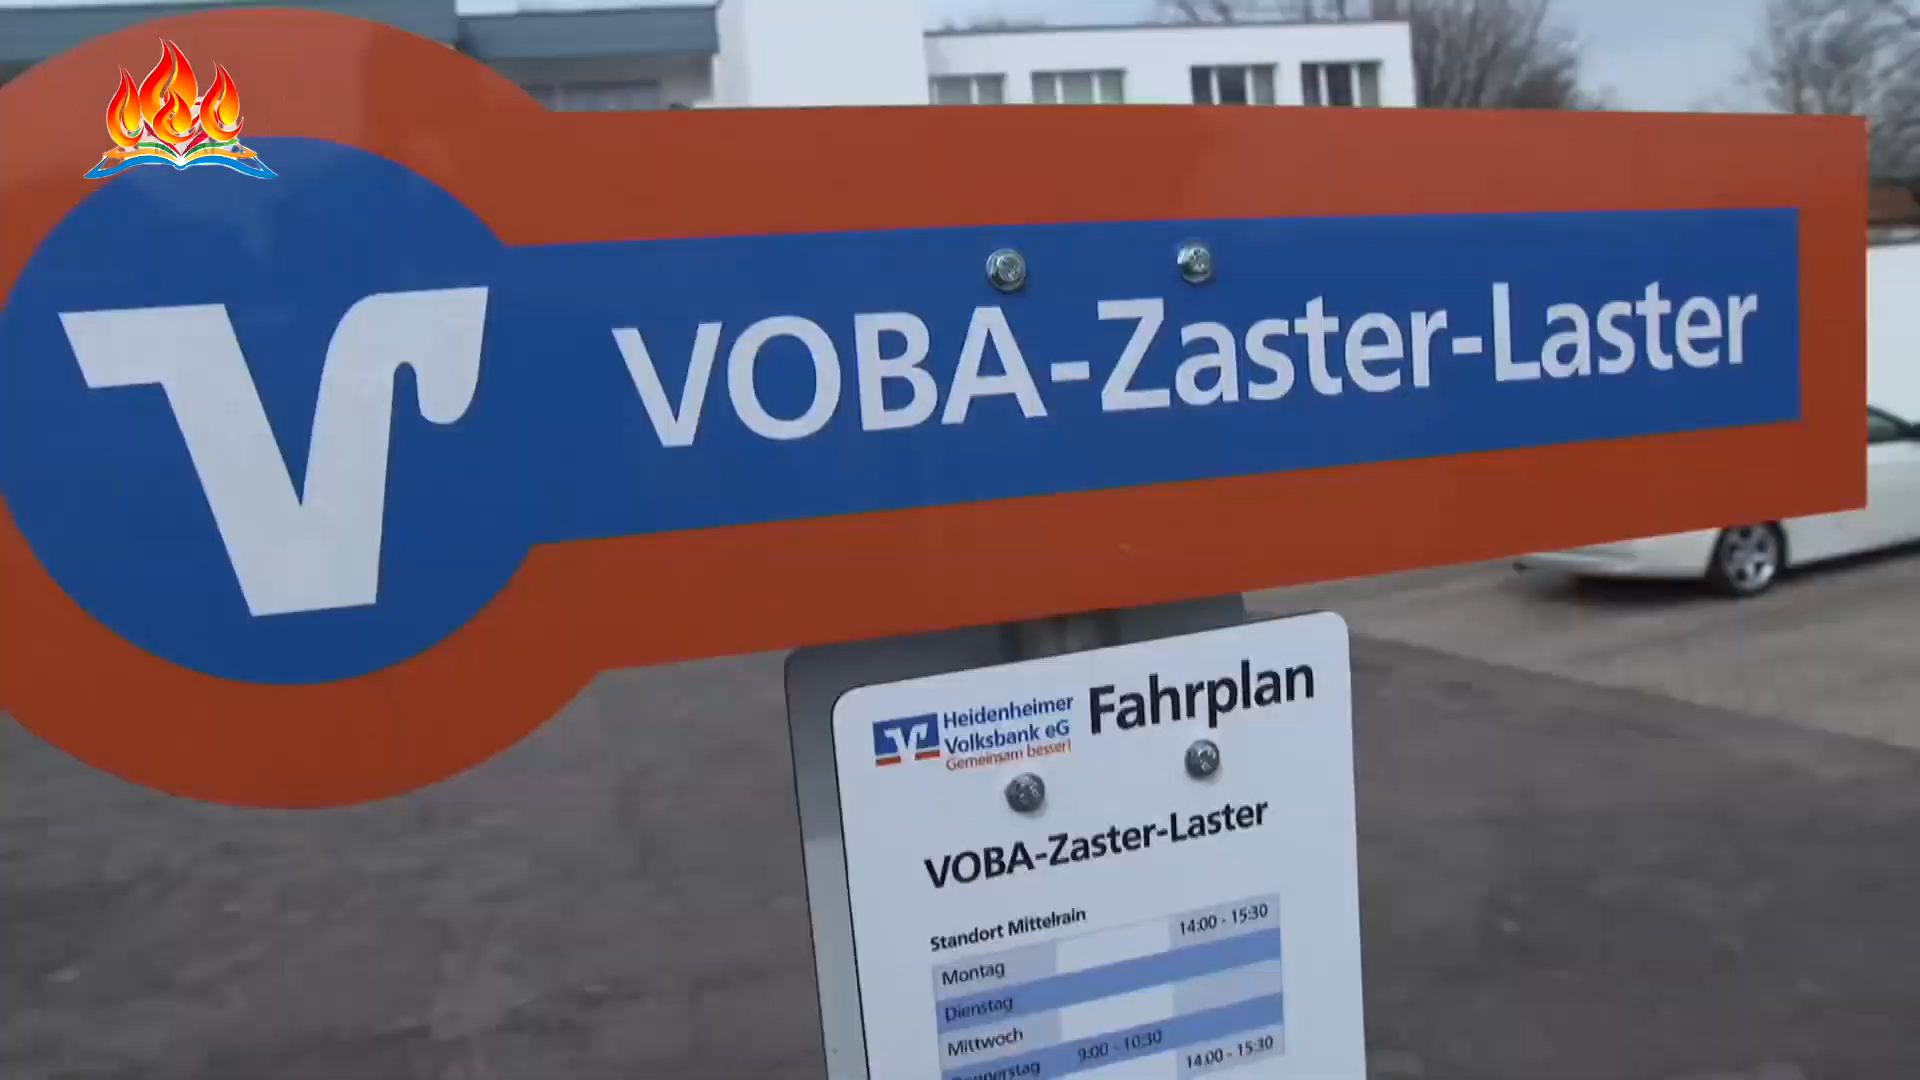 VOBA-Zaster-Laster
Heidenheimer
Volksbank eG
Gemeinsam besser!
Fahrplan
VOBA-Zaster-Laster
Standort Mittelrain
Montag 14:00 - 15:30
Dienstag
Mittwoch
Donnerstag 9:00 - 10:30 14:00 - 15:30